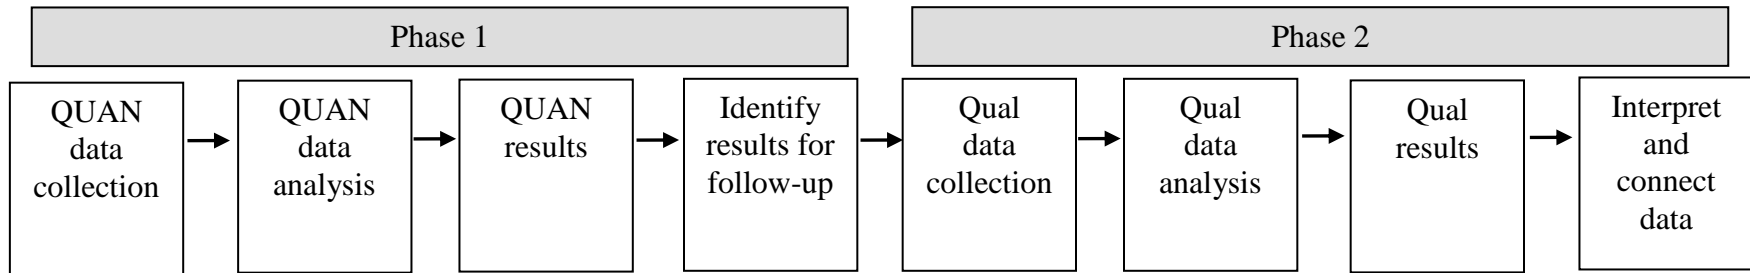 Phase 1
Phase 2
QUAN
data
collection
QUAN
data
analysis
QUAN
results
Identify
results for
follow-up
Qual
data
collection
Qual
data
analysis
Qual
results
Interpret
and
connect
data